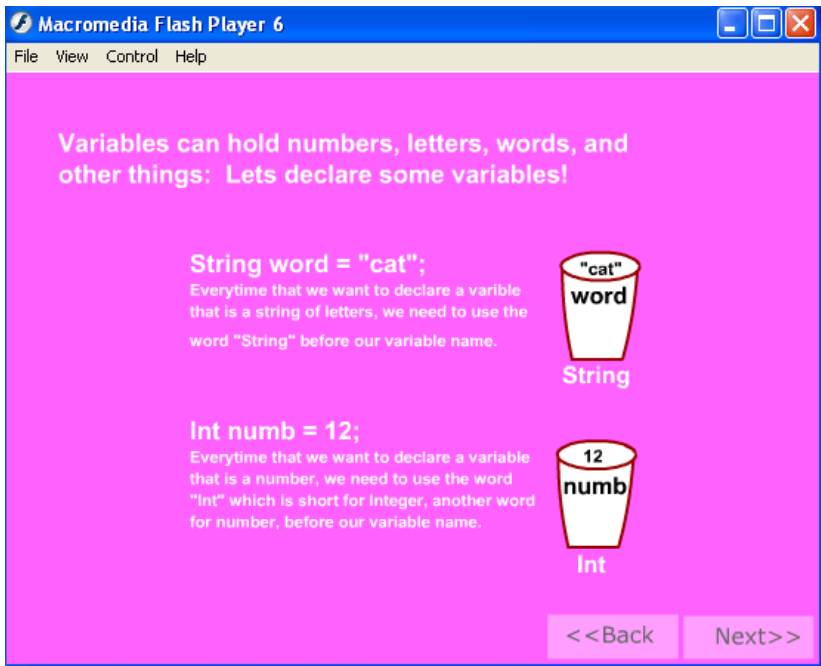 Macromedia Flash Player 6
File View Control Help
Variables can hold numbers, letters, words, and
other things:  Lets declare some variables!
String word = "cat";
Everytime that we want to declare a varible
that is a string of letters, we need to use the
word "String" before our variable name.
"cat"
word
String
Int numb = 12;
Everytime that we want to declare a variable
that is a number, we need to use the word
"Int" which is short for Integer, another word
for number, before our variable name.
12
numb
Int
<<Back
Next>>